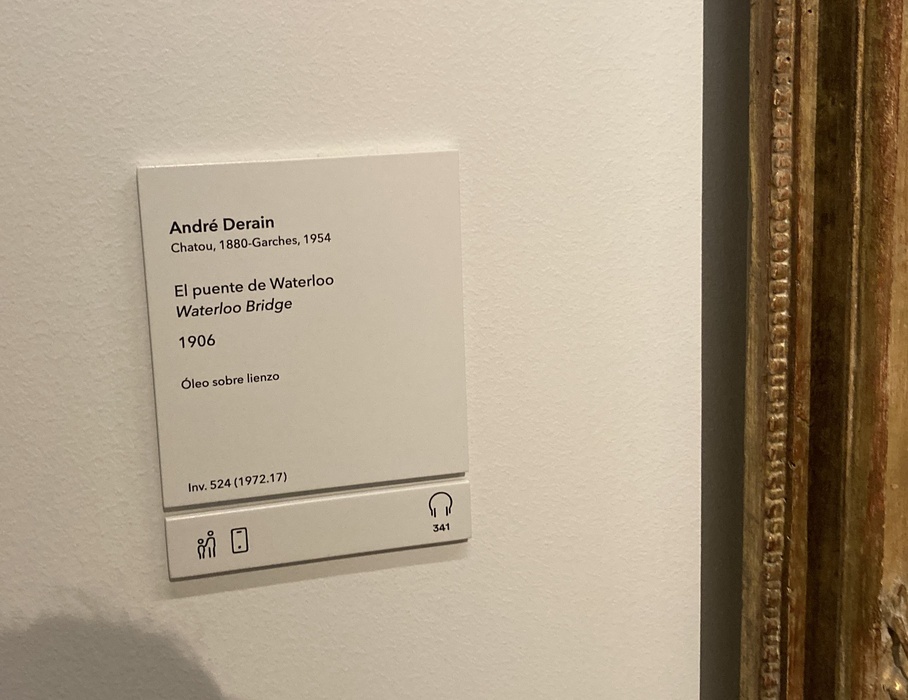 André Derain
Chatou, 1880-Garches, 1954
El puente de Waterloo
Waterloo Bridge
1906
Óleo sobre lienzo
Inv. 524 (1972.17)
341